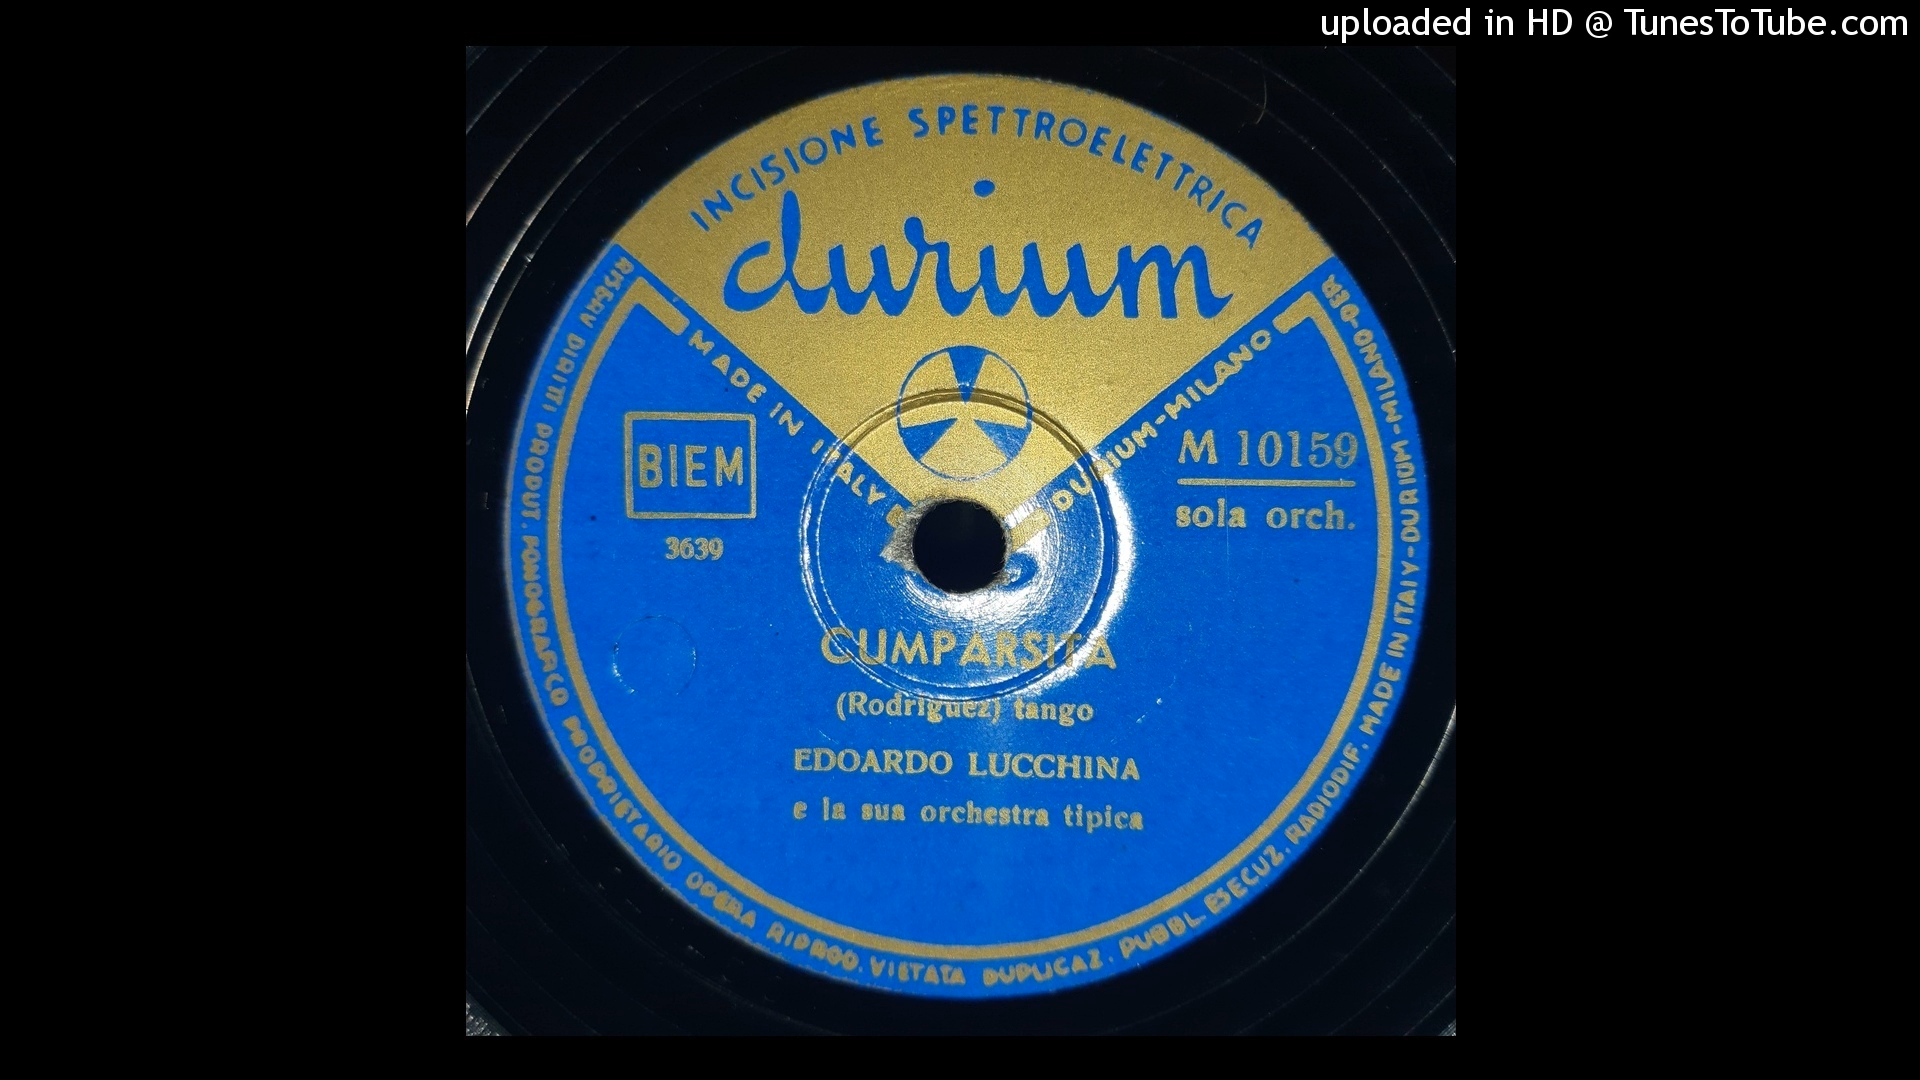 uploaded in HD @ TunesToTube.com
INCISIONE SPETTROELETTRICA
durium
MADE IN ITALY
DURIUM-MILANO
BIEM
3639
M 10159
sola orch.
CUMPARSITA
(Rodriguez) tango
EDOARDO LUCCHINA
e la sua orchestra tipica
RISERV DIRITTI PRODUT. FONOGRAFICO PROPRIETARIO OPERA RIPROD. VIETATA DUPLICAZ. PUBBL. ESECUZ. RADIODIF. MADE IN ITALY-DURIUM-MILANO-DER